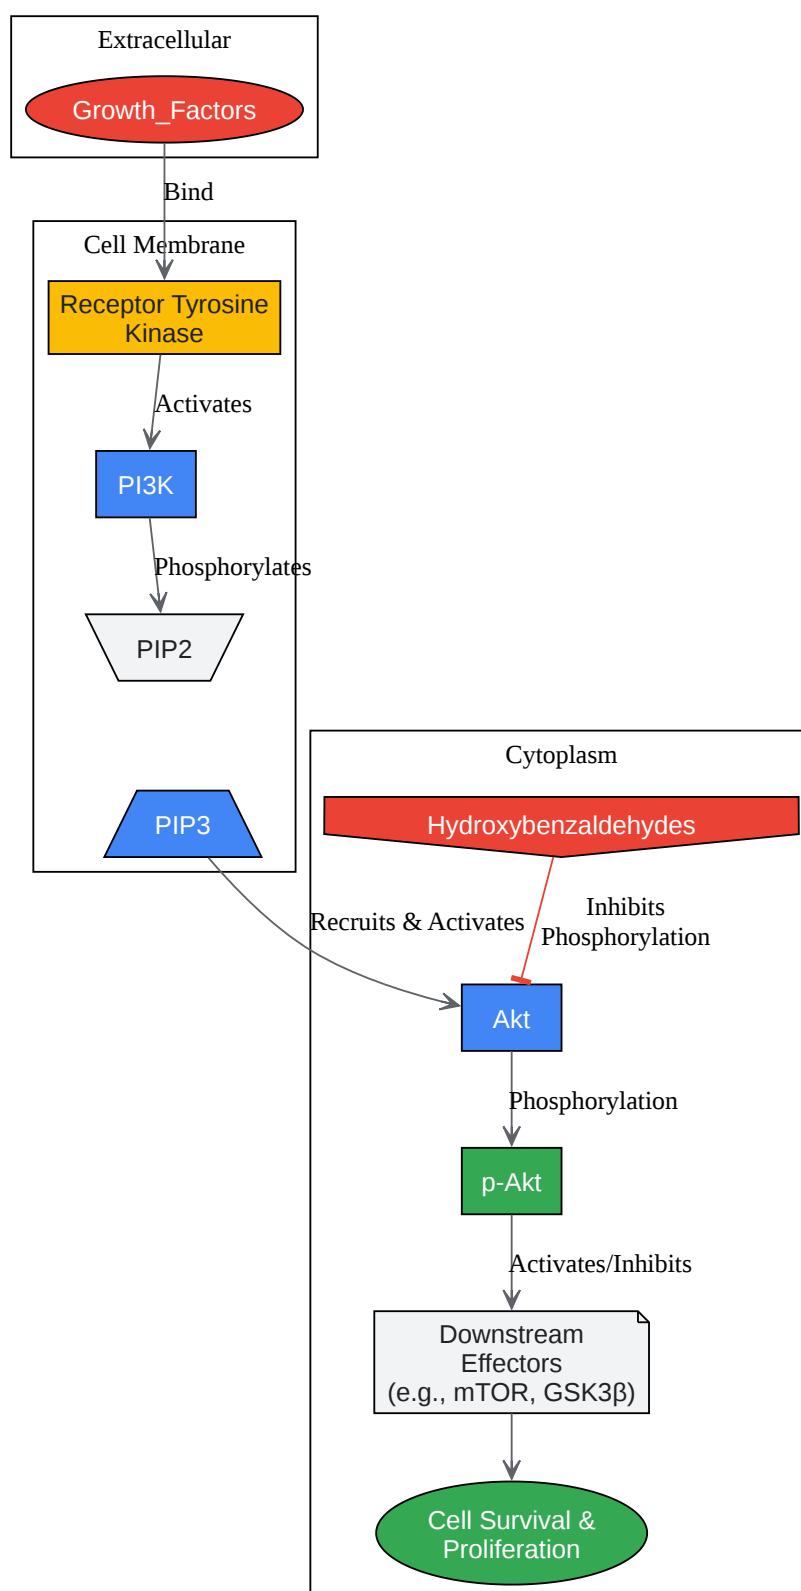 Extracellular
Growth_Factors
Bind
Cell Membrane
Receptor Tyrosine
Kinase
Activates
PI3K
Phosphorylates
PIP2
Cytoplasm
PIP3
Hydroxybenzaldehydes
Recruits & Activates
Inhibits
Phosphorylation
Akt
Phosphorylation
p-Akt
Activates/Inhibits
Downstream
Effectors
(e.g., mTOR, GSK3β)
Cell Survival &
Proliferation